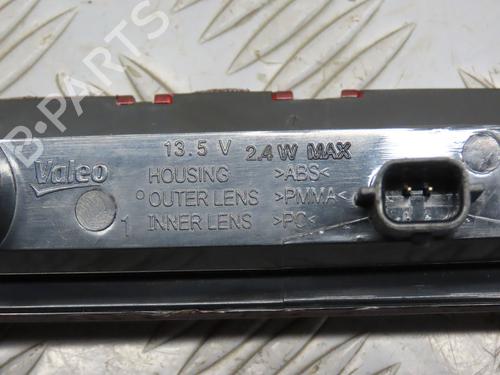 B-PARTS
Valeo
13.5 V 2.4 W MAX
HOUSING >ABS<
OUTER LENS >PMMA<
1 INNER LENS >PC<